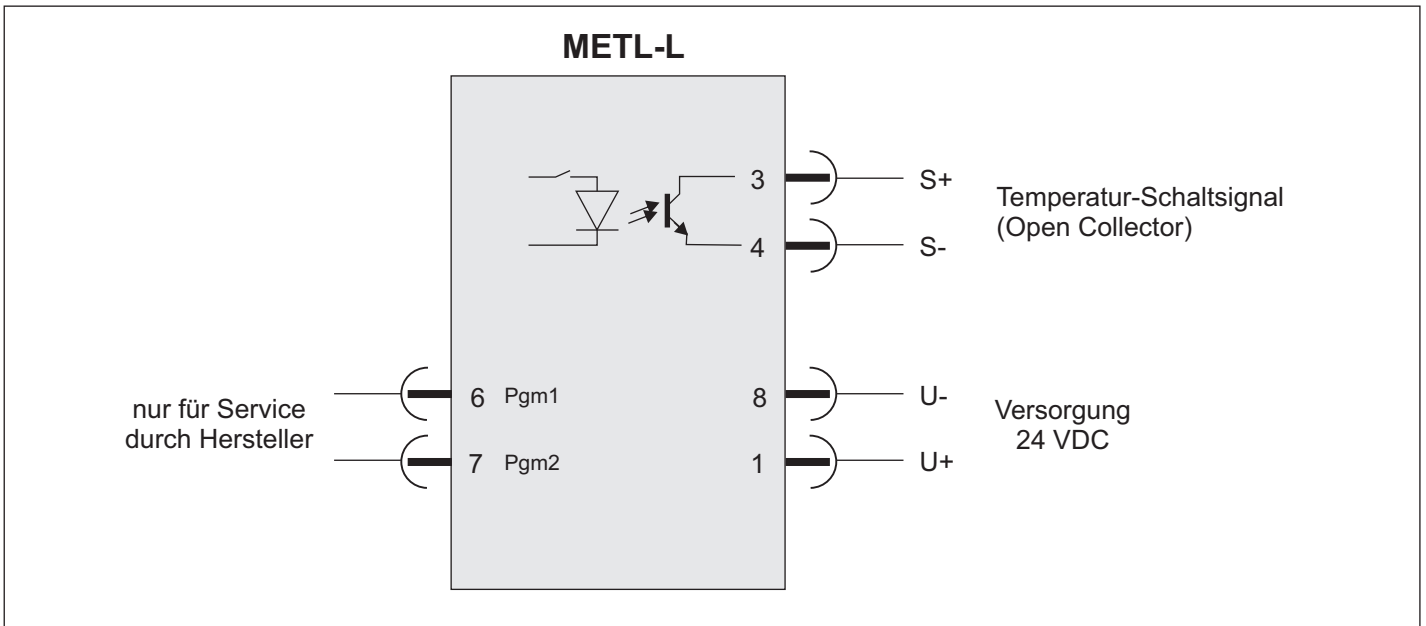 METL-L
3 S+
Temperatur-Schaltsignal
(Open Collector)
4 S-
nur für Service
durch Hersteller
6 Pgm1
7 Pgm2
8 U-
Versorgung
24 VDC
1 U+